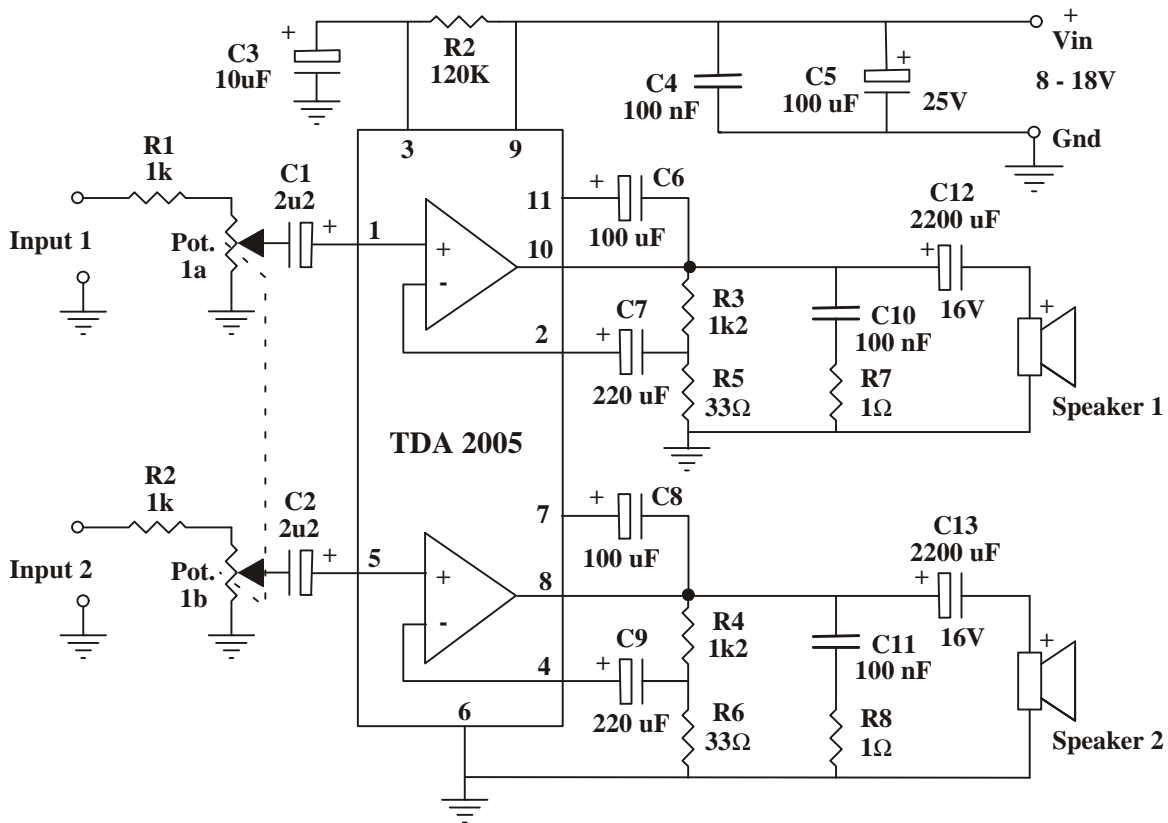 +
R2
120K
C3
10uF
+
Vin
8 - 18V
C4
100 nF
C5
100 uF
+
25V
Gnd
3
9
R1
1k
Input 1
Pot.
1a
C1
2u2
+
1
+
-
11
10
2
+
C6
100 uF
C7
+
220 uF
R3
1k2
R5
33Ω
C10
100 nF
R7
1Ω
C12
2200 uF
+
16V
+
Speaker 1
TDA 2005
R2
1k
Input 2
Pot.
1b
C2
2u2
+
5
+
-
7
8
4
6
+
C8
100 uF
C9
+
220 uF
R4
1k2
R6
33Ω
C11
100 nF
R8
1Ω
C13
2200 uF
+
16V
+
Speaker 2